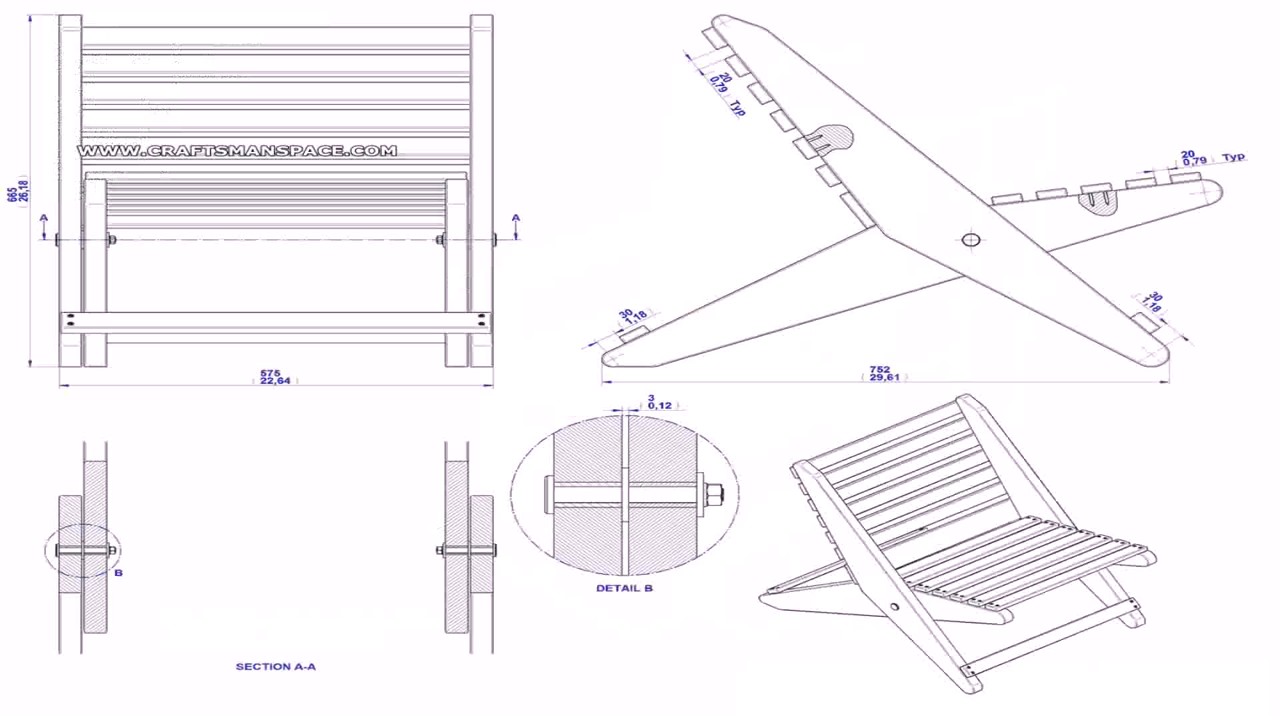 WWW.CRAFTSMANSPACE.COM
665
26,18
A
A
575
22,64
20
0,79
Typ
20
0,79
Typ
30
1,18
30
1,18
752
29,61
3
0,12
B
DETAIL B
SECTION A-A